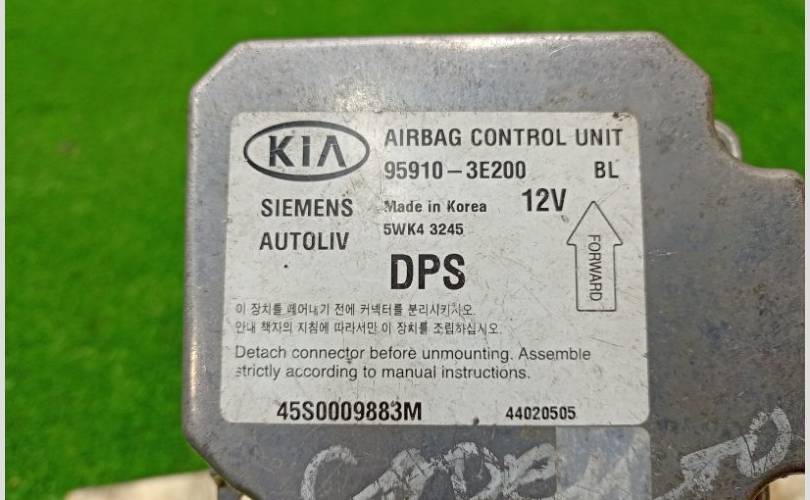 KIA AIRBAG CONTROL UNIT
95910-3E200 BL
SIEMENS Made in Korea 12V
AUTOLIV 5WK4 3245
DPS
FORWARD
이 장치를 떼어내기 전에 커넥터를 분리시키시오.
안내 책자의 지침에 따라서만 이 장치를 조립하십시오.
Detach connector before unmounting. Assemble
strictly according to manual instructions.
45S0009883M 44020505